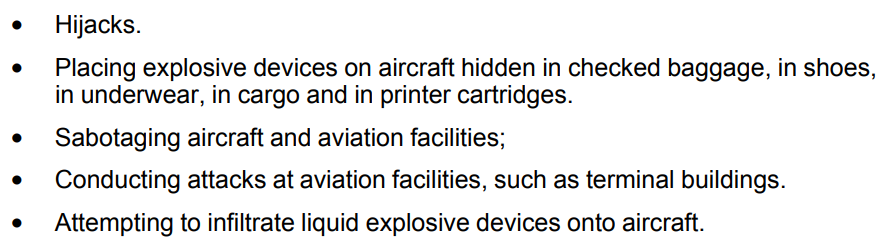 • Hijacks.
• Placing explosive devices on aircraft hidden in checked baggage, in shoes,
in underwear, in cargo and in printer cartridges.
• Sabotaging aircraft and aviation facilities;
• Conducting attacks at aviation facilities, such as terminal buildings.
• Attempting to infiltrate liquid explosive devices onto aircraft.